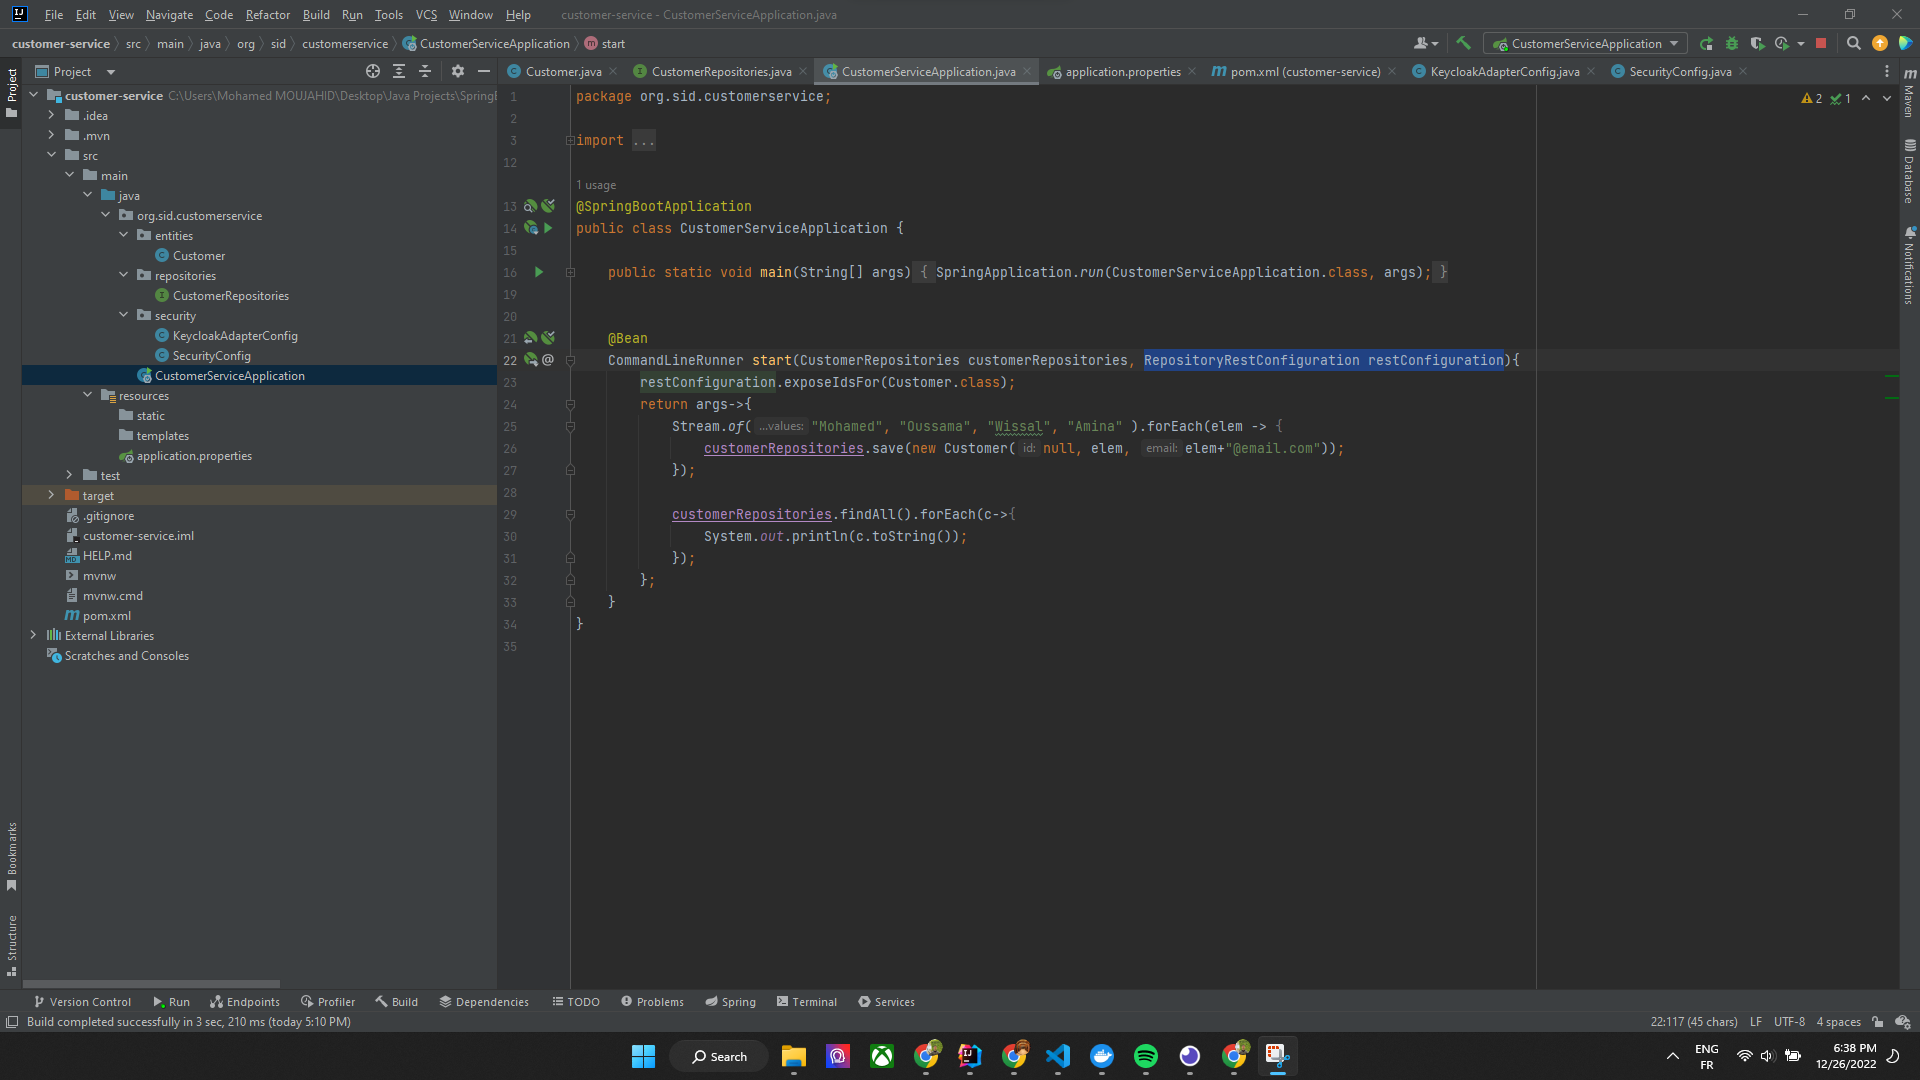 File Edit View Navigate Code Refactor Build Run Tools VCS Window Help customer-service - CustomerServiceApplication.java
customer-service src main java org sid customerservice CustomerServiceApplication start CustomerServiceApplication
Project
Customer.java CustomerRepositories.java CustomerServiceApplication.java application.properties pom.xml (customer-service) KeycloakAdapterConfig.java SecurityConfig.java
Project
Bookmarks
Structure
customer-service C:\Users\Mohamed MOUJAHID\Desktop\Java Projects\Spring
.idea
.mvn
src
main
java
org.sid.customerservice
entities
Customer
repositories
CustomerRepositories
security
KeycloakAdapterConfig
SecurityConfig
CustomerServiceApplication
resources
static
templates
application.properties
test
target
.gitignore
customer-service.iml
HELP.md
mvnw
mvnw.cmd
pom.xml
External Libraries
Scratches and Consoles
1 package org.sid.customerservice;
2
3 import ...
12
1 usage
13 @SpringBootApplication
14 public class CustomerServiceApplication {
15
16 public static void main(String[] args) { SpringApplication.run(CustomerServiceApplication.class, args); }
19
20
21 @Bean
22 CommandLineRunner start(CustomerRepositories customerRepositories, RepositoryRestConfiguration restConfiguration){
23 restConfiguration.exposeIdsFor(Customer.class);
24 return args->{
25 Stream.of( ...values: "Mohamed", "Oussama", "Wissal", "Amina" ).forEach(elem -> {
26 customerRepositories.save(new Customer( id: null, elem, email: elem+"@email.com"));
27 });
28
29 customerRepositories.findAll().forEach(c->{
30 System.out.println(c.toString());
31 });
32 };
33 }
34 }
35
2 1
Maven
Database
Notifications
Version Control Run Endpoints Profiler Build Dependencies TODO Problems Spring Terminal Services
Build completed successfully in 3 sec, 210 ms (today 5:10 PM) 22:117 (45 chars) LF UTF-8 4 spaces
Search
ENG
FR
6:38 PM
12/26/2022